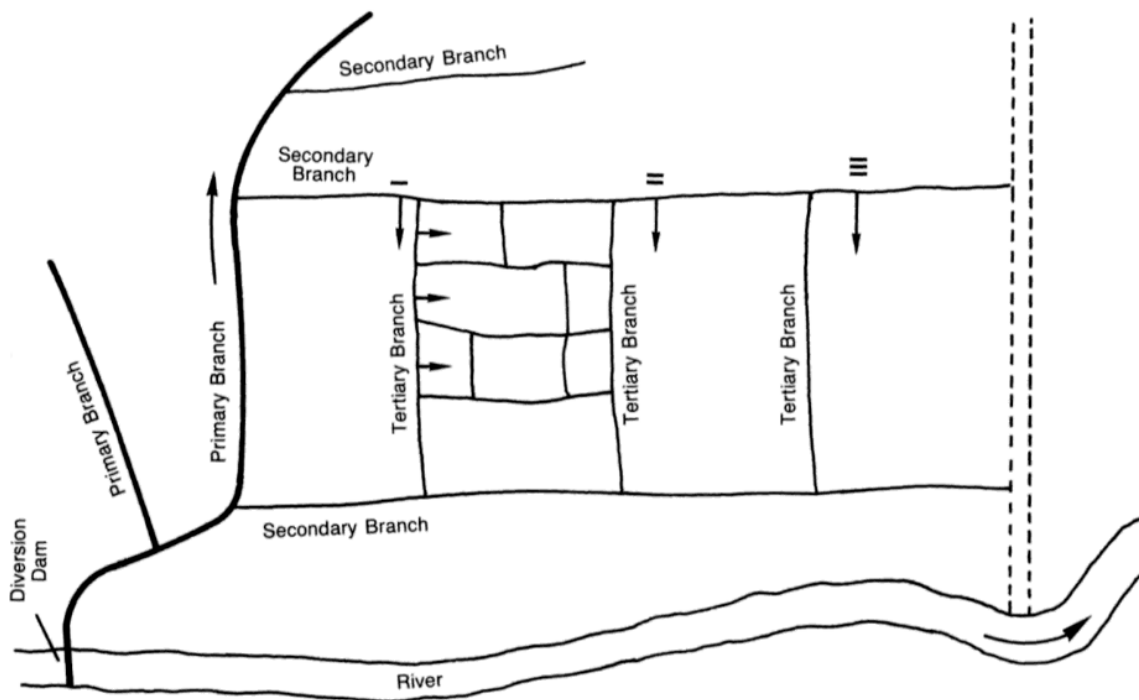 Secondary Branch
Secondary
Branch
I
II
III
Primary Branch
Primary Branch
Tertiary Branch
Tertiary Branch
Tertiary Branch
Secondary Branch
Diversion
Dam
River